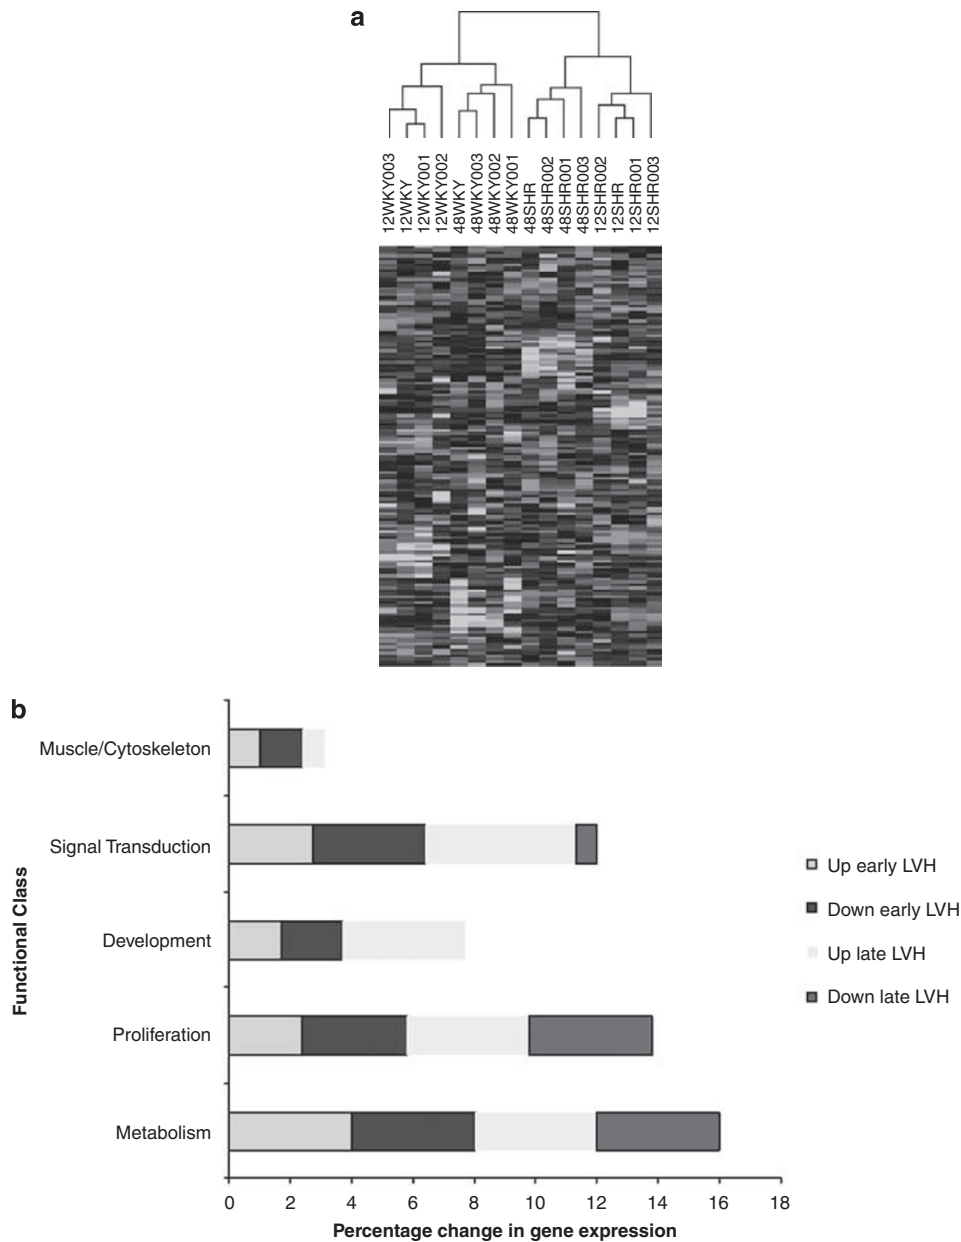 a
12WKY003
12WKY
12WKY001
12WKY002
48WKY
48WKY003
48WKY002
48WKY001
48SHR
48SHR002
48SHR001
48SHR003
12SHR002
12SHR
12SHR001
12SHR003
b
Functional Class
Muscle/Cytoskeleton
Signal Transduction
Development
Proliferation
Metabolism
Up early LVH
Down early LVH
Up late LVH
Down late LVH
0 2 4 6 8 10 12 14 16 18
Percentage change in gene expression